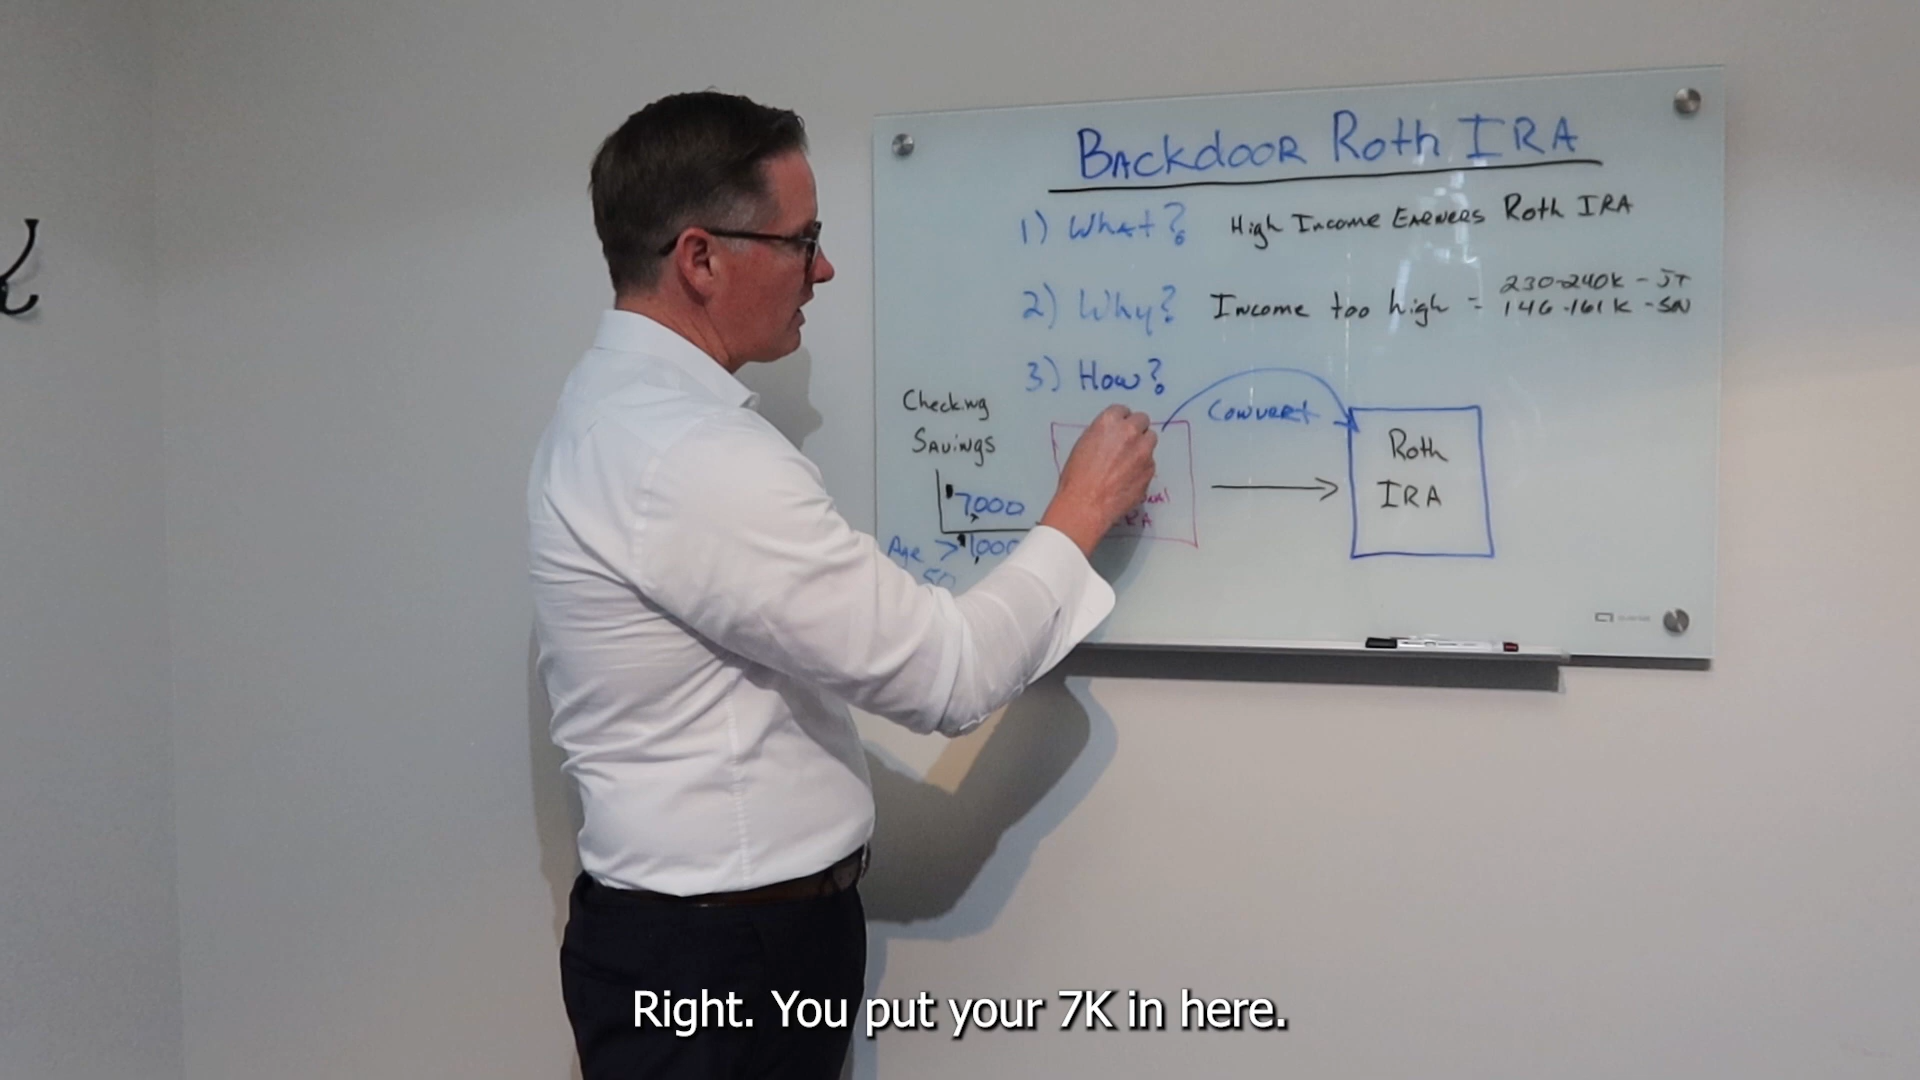 Backdoor Roth IRA
1) What? High Income Earners Roth IRA
2) Why? Income too high = 230-240K - JT
146-161K - SN
3) How?
Checking
Savings
Convert
Roth
IRA
7,000
Age > 1,000
50
Right. You put your 7K in here.